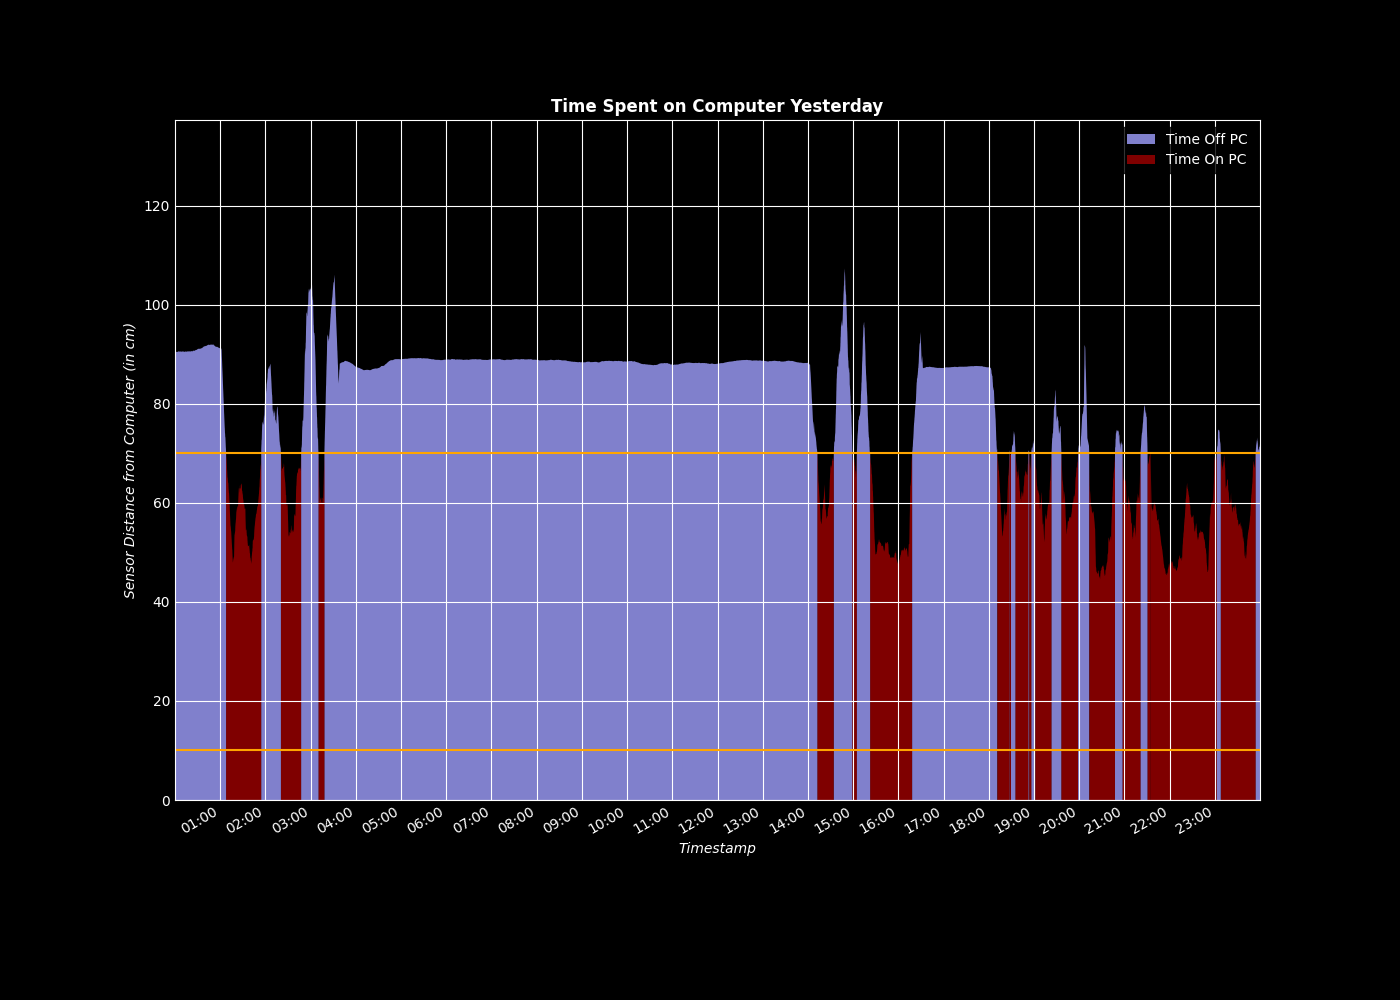 Time Spent on Computer Yesterday
Time Off PC
Time On PC
120
100
80
60
40
20
0
Sensor Distance from Computer (in cm)
01:00 02:00 03:00 04:00 05:00 06:00 07:00 08:00 09:00 10:00 11:00 12:00 13:00 14:00 15:00 16:00 17:00 18:00 19:00 20:00 21:00 22:00 23:00
Timestamp